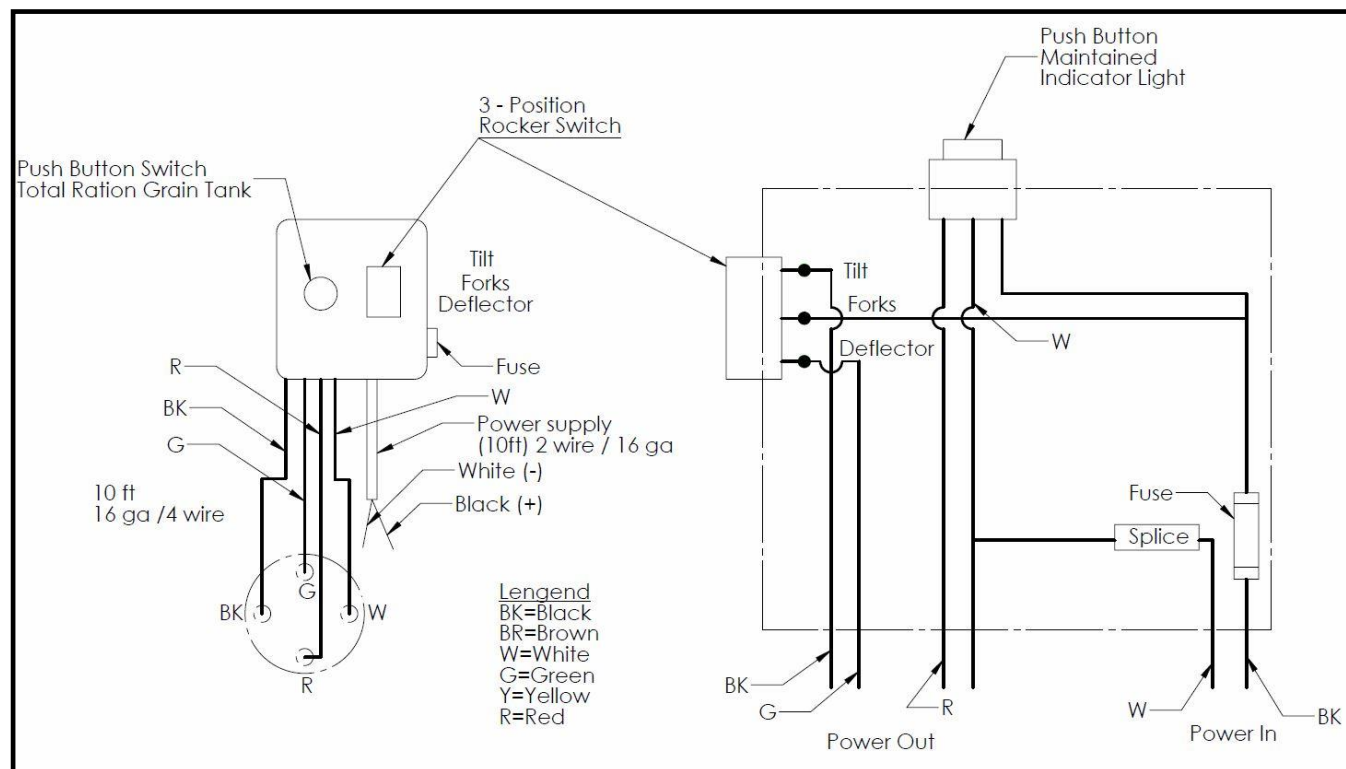 Push Button
Maintained
Indicator Light
3 - Position
Rocker Switch
Push Button Switch
Total Ration Grain Tank
Tilt
Forks
Deflector
Fuse
R
BK
G
W
Power supply
(10ft) 2 wire / 16 ga
White (-)
Black (+)
10 ft
16 ga /4 wire
G
BK
W
R
Lengend
BK=Black
BR=Brown
W=White
G=Green
Y=Yellow
R=Red
Tilt
Forks
Deflector
W
Fuse
Splice
BK
G
R
Power Out
W
BK
Power In